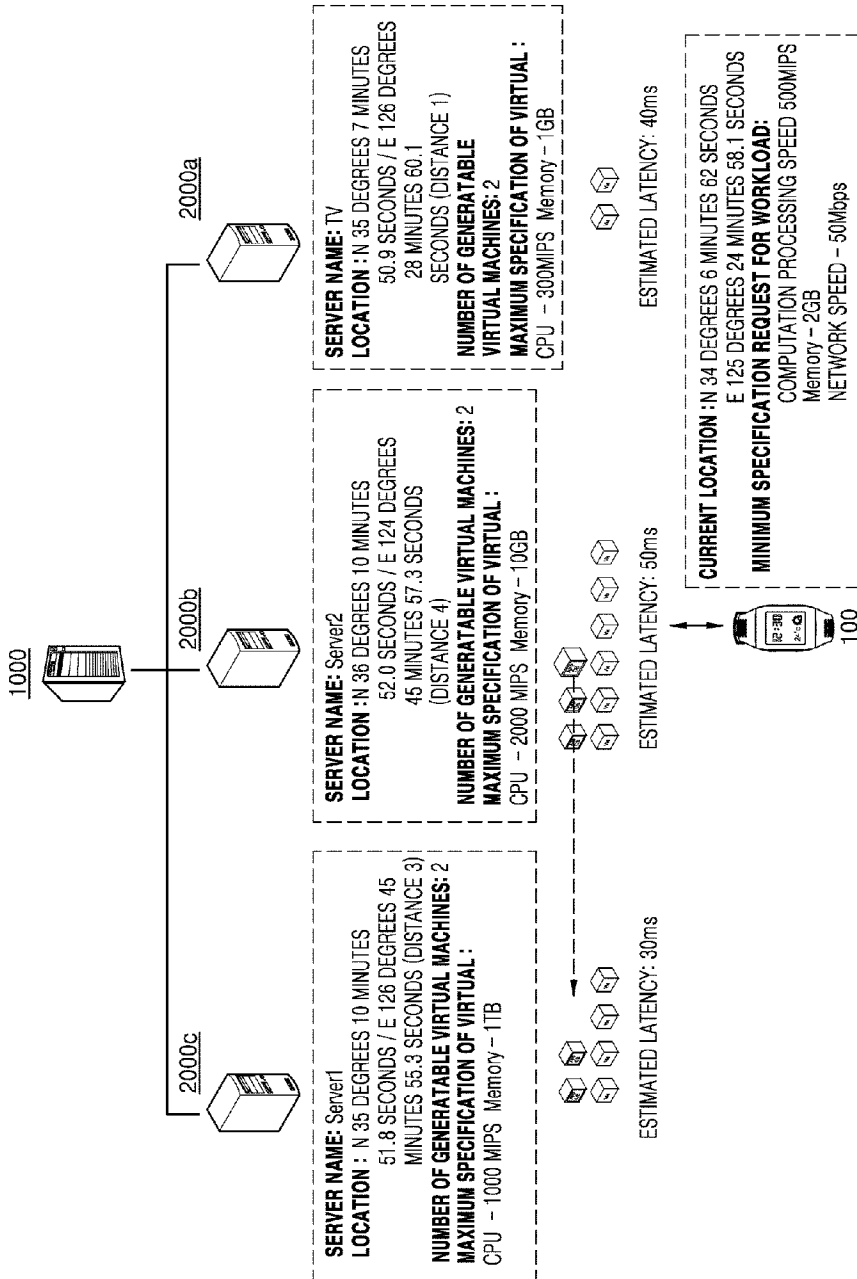 1000
2000c
2000b
2000a
SERVER NAME: Server1
LOCATION : N 35 DEGREES 10 MINUTES
51.8 SECONDS / E 126 DEGREES 45
MINUTES 55.3 SECONDS (DISTANCE 3)
NUMBER OF GENERATABLE VIRTUAL MACHINES: 2
MAXIMUM SPECIFICATION OF VIRTUAL :
CPU - 1000 MIPS Memory - 1TB
SERVER NAME: Server2
LOCATION :N 36 DEGREES 10 MINUTES
52.0 SECONDS / E 124 DEGREES
45 MINUTES 57.3 SECONDS
(DISTANCE 4)
NUMBER OF GENERATABLE VIRTUAL MACHINES: 2
MAXIMUM SPECIFICATION OF VIRTUAL :
CPU - 2000 MIPS Memory - 10GB
SERVER NAME: TV
LOCATION :N 35 DEGREES 7 MINUTES
50.9 SECONDS / E 126 DEGREES
28 MINUTES 60.1
SECONDS (DISTANCE 1)
NUMBER OF GENERATABLE
VIRTUAL MACHINES: 2
MAXIMUM SPECIFICATION OF VIRTUAL :
CPU - 300MIPS Memory - 1GB
ESTIMATED LATENCY: 30ms
ESTIMATED LATENCY: 50ms
ESTIMATED LATENCY: 40ms
12:30
100
CURRENT LOCATION :N 34 DEGREES 6 MINUTES 62 SECONDS
E 125 DEGREES 24 MINUTES 58.1 SECONDS
MINIMUM SPECIFICATION REQUEST FOR WORKLOAD:
COMPUTATION PROCESSING SPEED 500MIPS
Memory - 2GB
NETWORK SPEED - 50Mbps